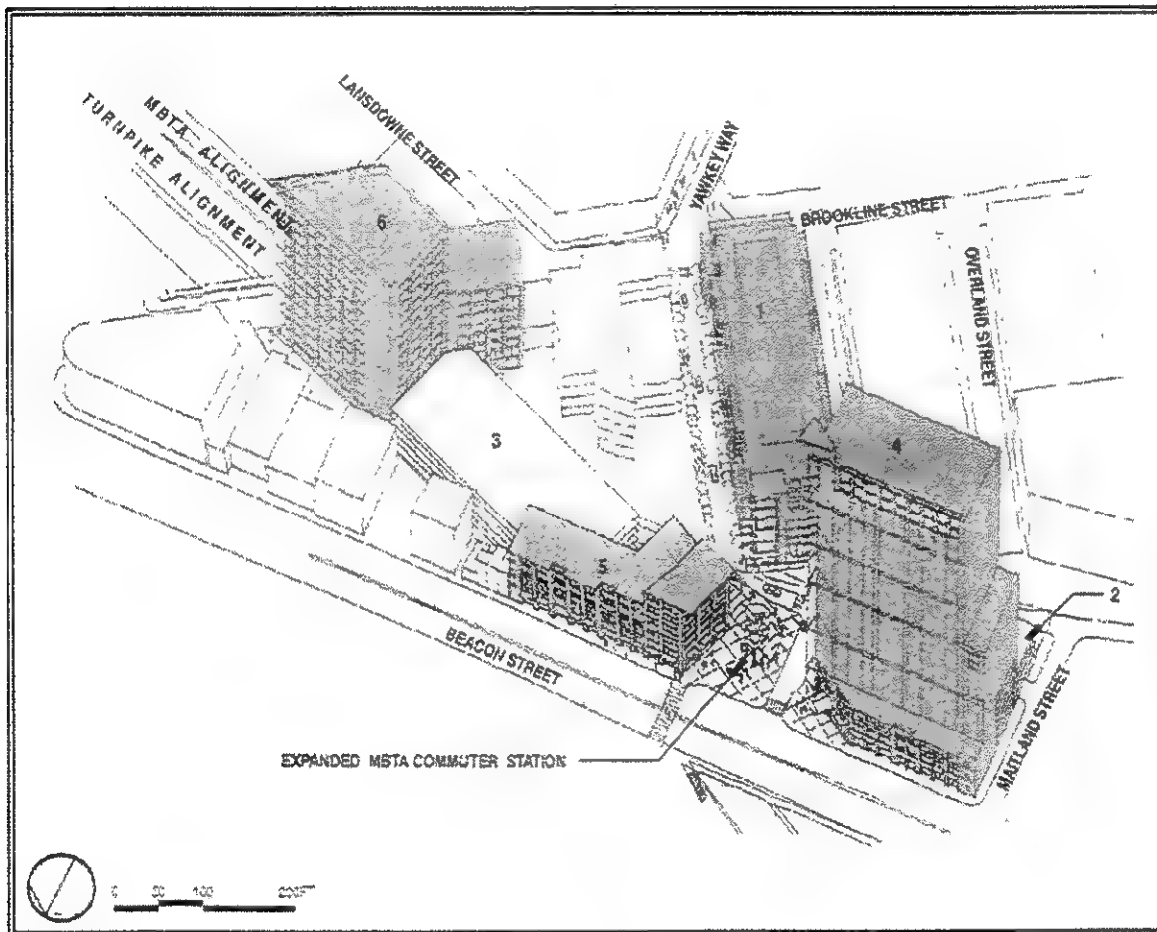 LANSDOWNE STREET
MBTA ALIGNMENT
TURNPIKE ALIGNMENT
YAWKEY WAY
BROOKLINE STREET
OVERLAND STREET
6
1
3
4
5
2
BEACON STREET
MAITLAND STREET
EXPANDED MBTA COMMUTER STATION
0 50 100 200FT